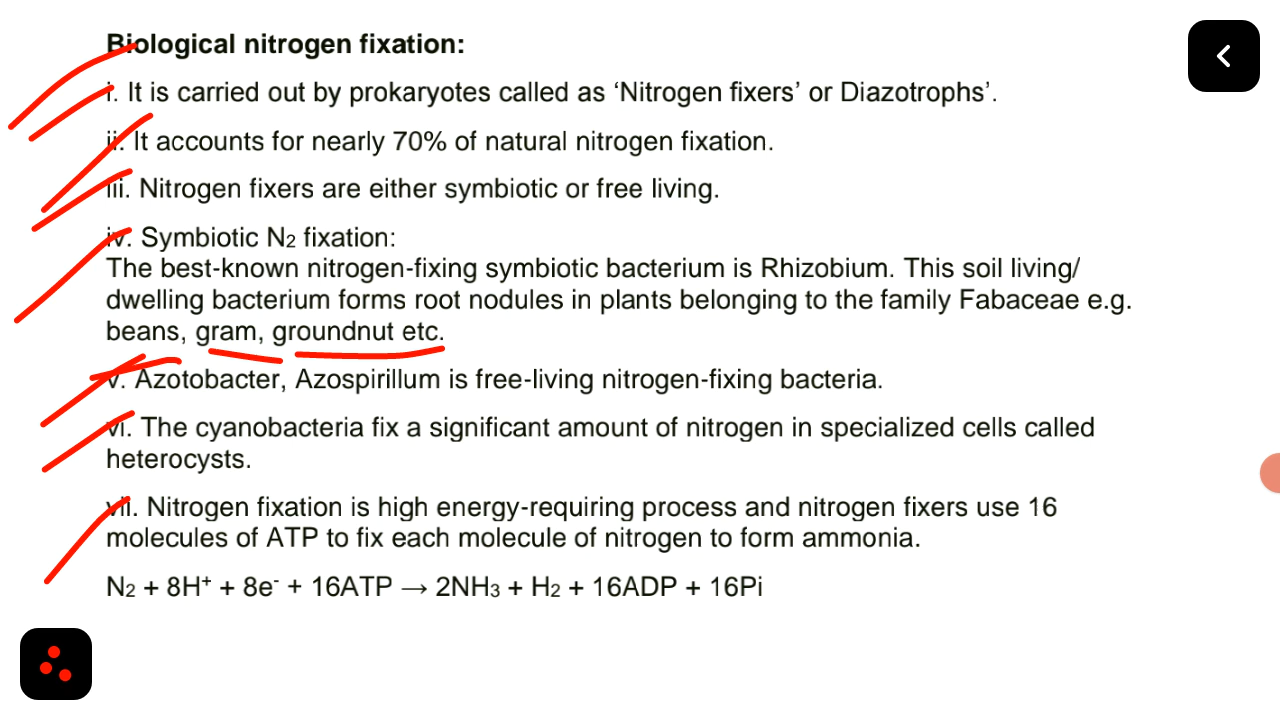 Biological nitrogen fixation:
i. It is carried out by prokaryotes called as ‘Nitrogen fixers’ or Diazotrophs’.
ii. It accounts for nearly 70% of natural nitrogen fixation.
iii. Nitrogen fixers are either symbiotic or free living.
iv. Symbiotic N₂ fixation:
The best-known nitrogen-fixing symbiotic bacterium is Rhizobium. This soil living/
dwelling bacterium forms root nodules in plants belonging to the family Fabaceae e.g.
beans, gram, groundnut etc.
v. Azotobacter, Azospirillum is free-living nitrogen-fixing bacteria.
vi. The cyanobacteria fix a significant amount of nitrogen in specialized cells called
heterocysts.
vii. Nitrogen fixation is high energy-requiring process and nitrogen fixers use 16
molecules of ATP to fix each molecule of nitrogen to form ammonia.
N₂ + 8H⁺ + 8e⁻ + 16ATP → 2NH₃ + H₂ + 16ADP + 16Pi